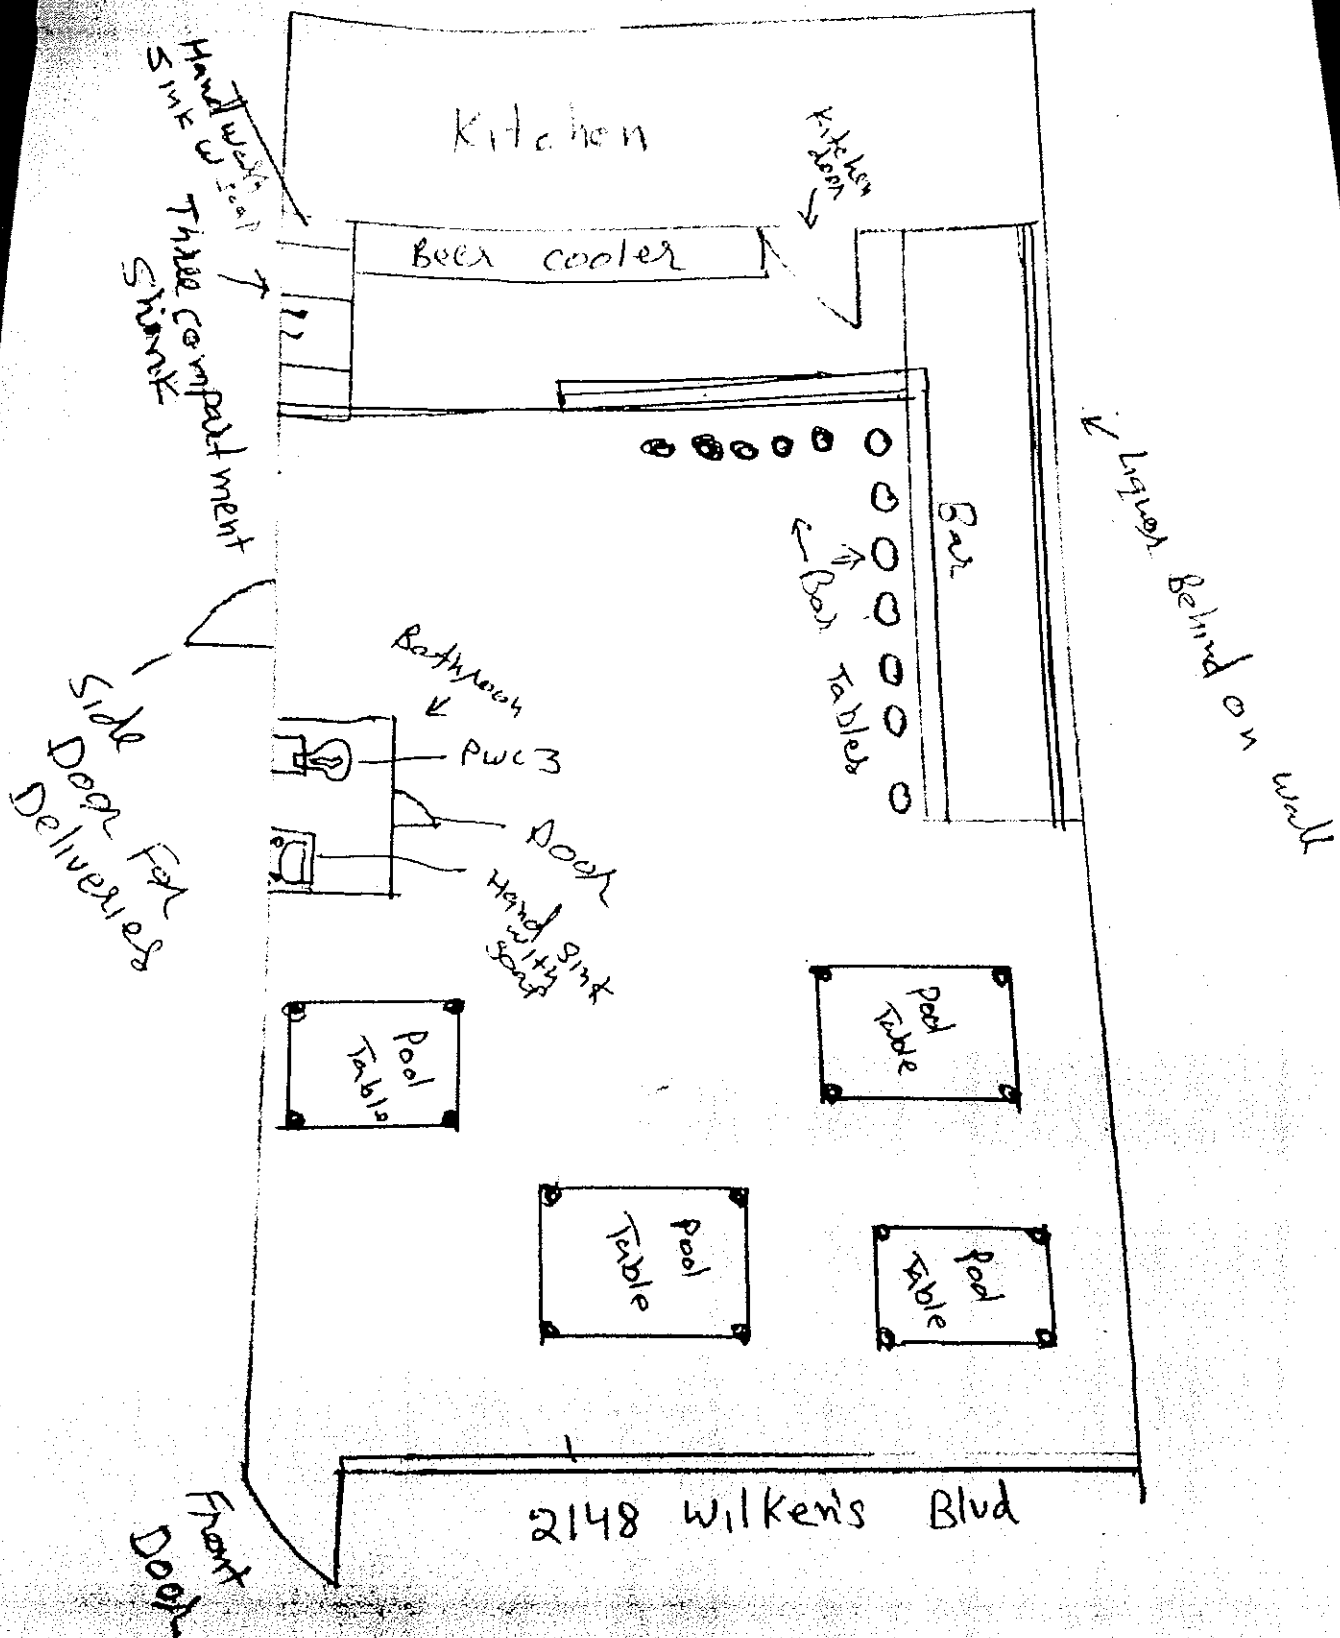 Hand wash
Sink w soap
Kitchen
Kitchen
door
Three compartment
Shink
Beer cooler
Liquor Behind on wall
Bar
← Bar Tables
Side
Door For
Deliveries
Bathroom
PWC3
Door
Hand sink
with
soap
Pool
Table
Pool
Table
Pool
Table
Pool
Table
2148 Wilken's Blvd
Front
Door